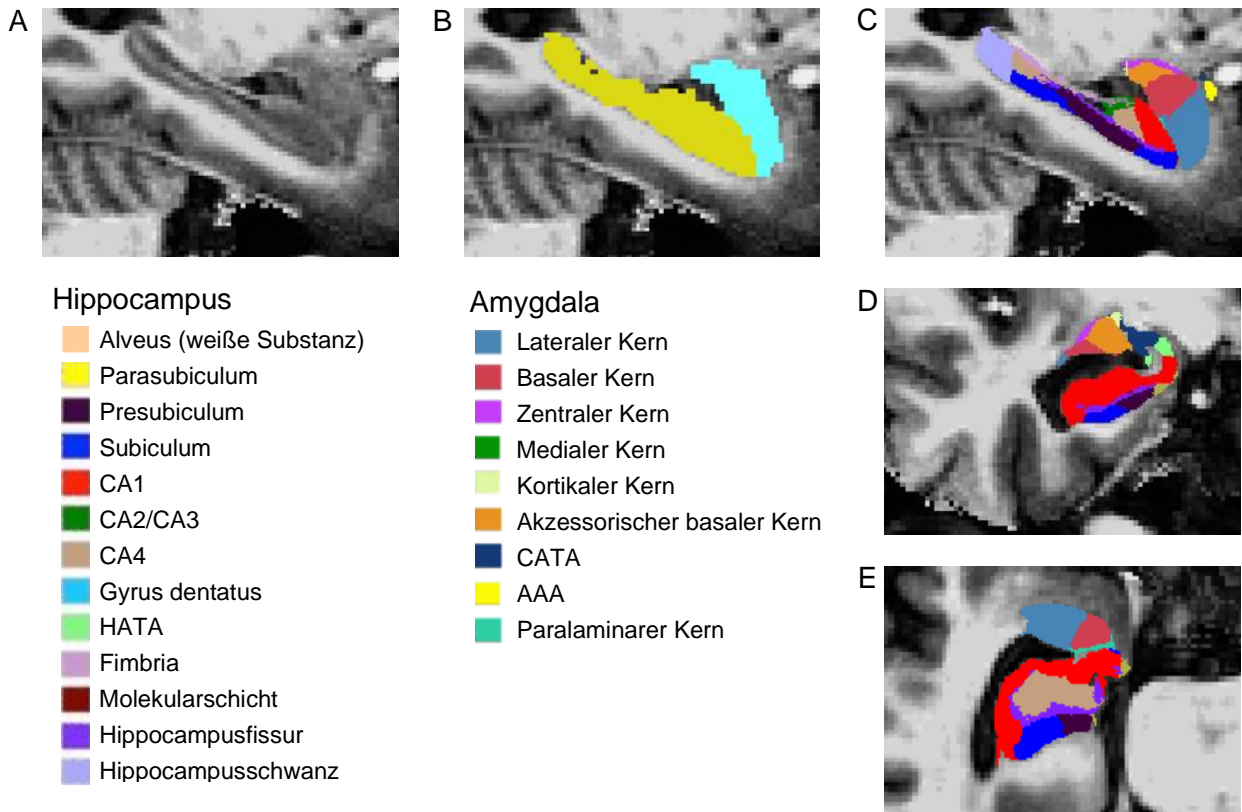 A
B
C
Hippocampus
Alveus (weiße Substanz)
Parasubiculum
Presubiculum
Subiculum
CA1
CA2/CA3
CA4
Gyrus dentatus
HATA
Fimbria
Molekularschicht
Hippocampusfissur
Hippocampusschwanz
Amygdala
Lateraler Kern
Basaler Kern
Zentraler Kern
Medialer Kern
Kortikaler Kern
Akzessorischer basaler Kern
CATA
AAA
Paralaminarer Kern
D
E